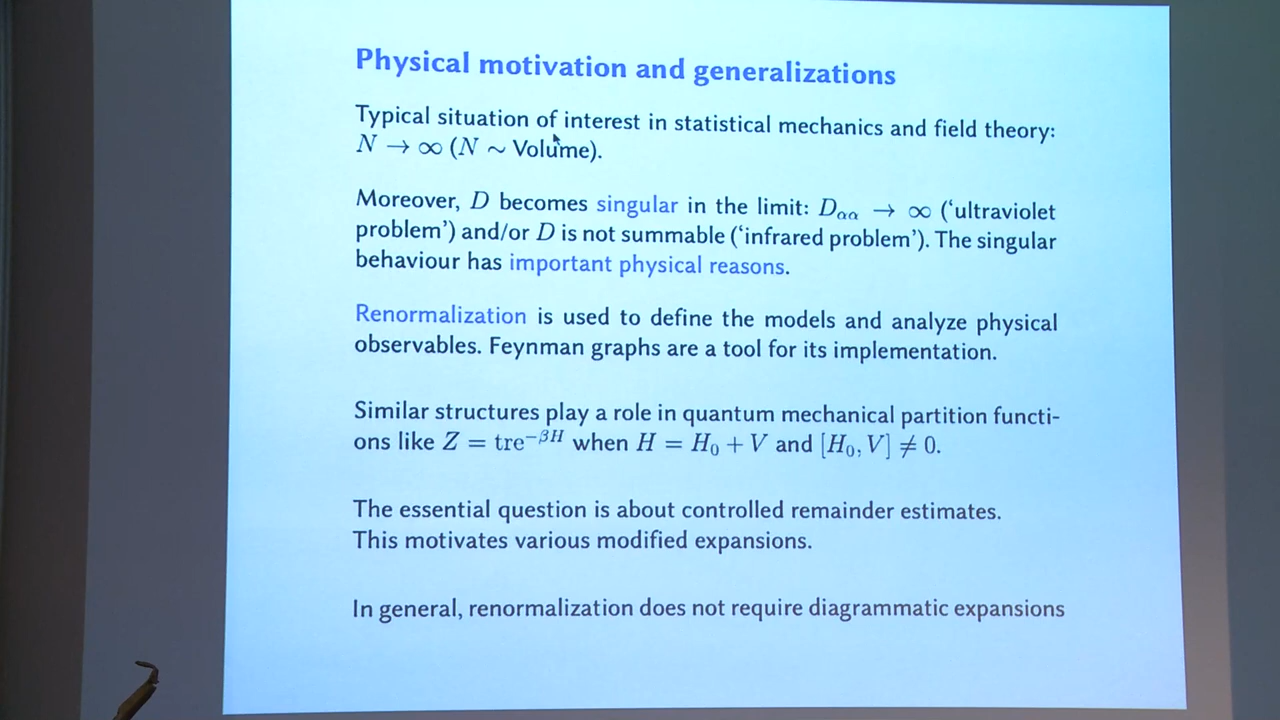 Physical motivation and generalizations
Typical situation of interest in statistical mechanics and field theory:
N → ∞ (N ∼ Volume).
Moreover, D becomes singular in the limit: Dαα → ∞ (‘ultraviolet
problem’) and/or D is not summable (‘infrared problem’). The singular
behaviour has important physical reasons.
Renormalization is used to define the models and analyze physical
observables. Feynman graphs are a tool for its implementation.
Similar structures play a role in quantum mechanical partition functi-
ons like Z = tre^−βH when H = H₀ + V and [H₀, V] ≠ 0.
The essential question is about controlled remainder estimates.
This motivates various modified expansions.
In general, renormalization does not require diagrammatic expansions